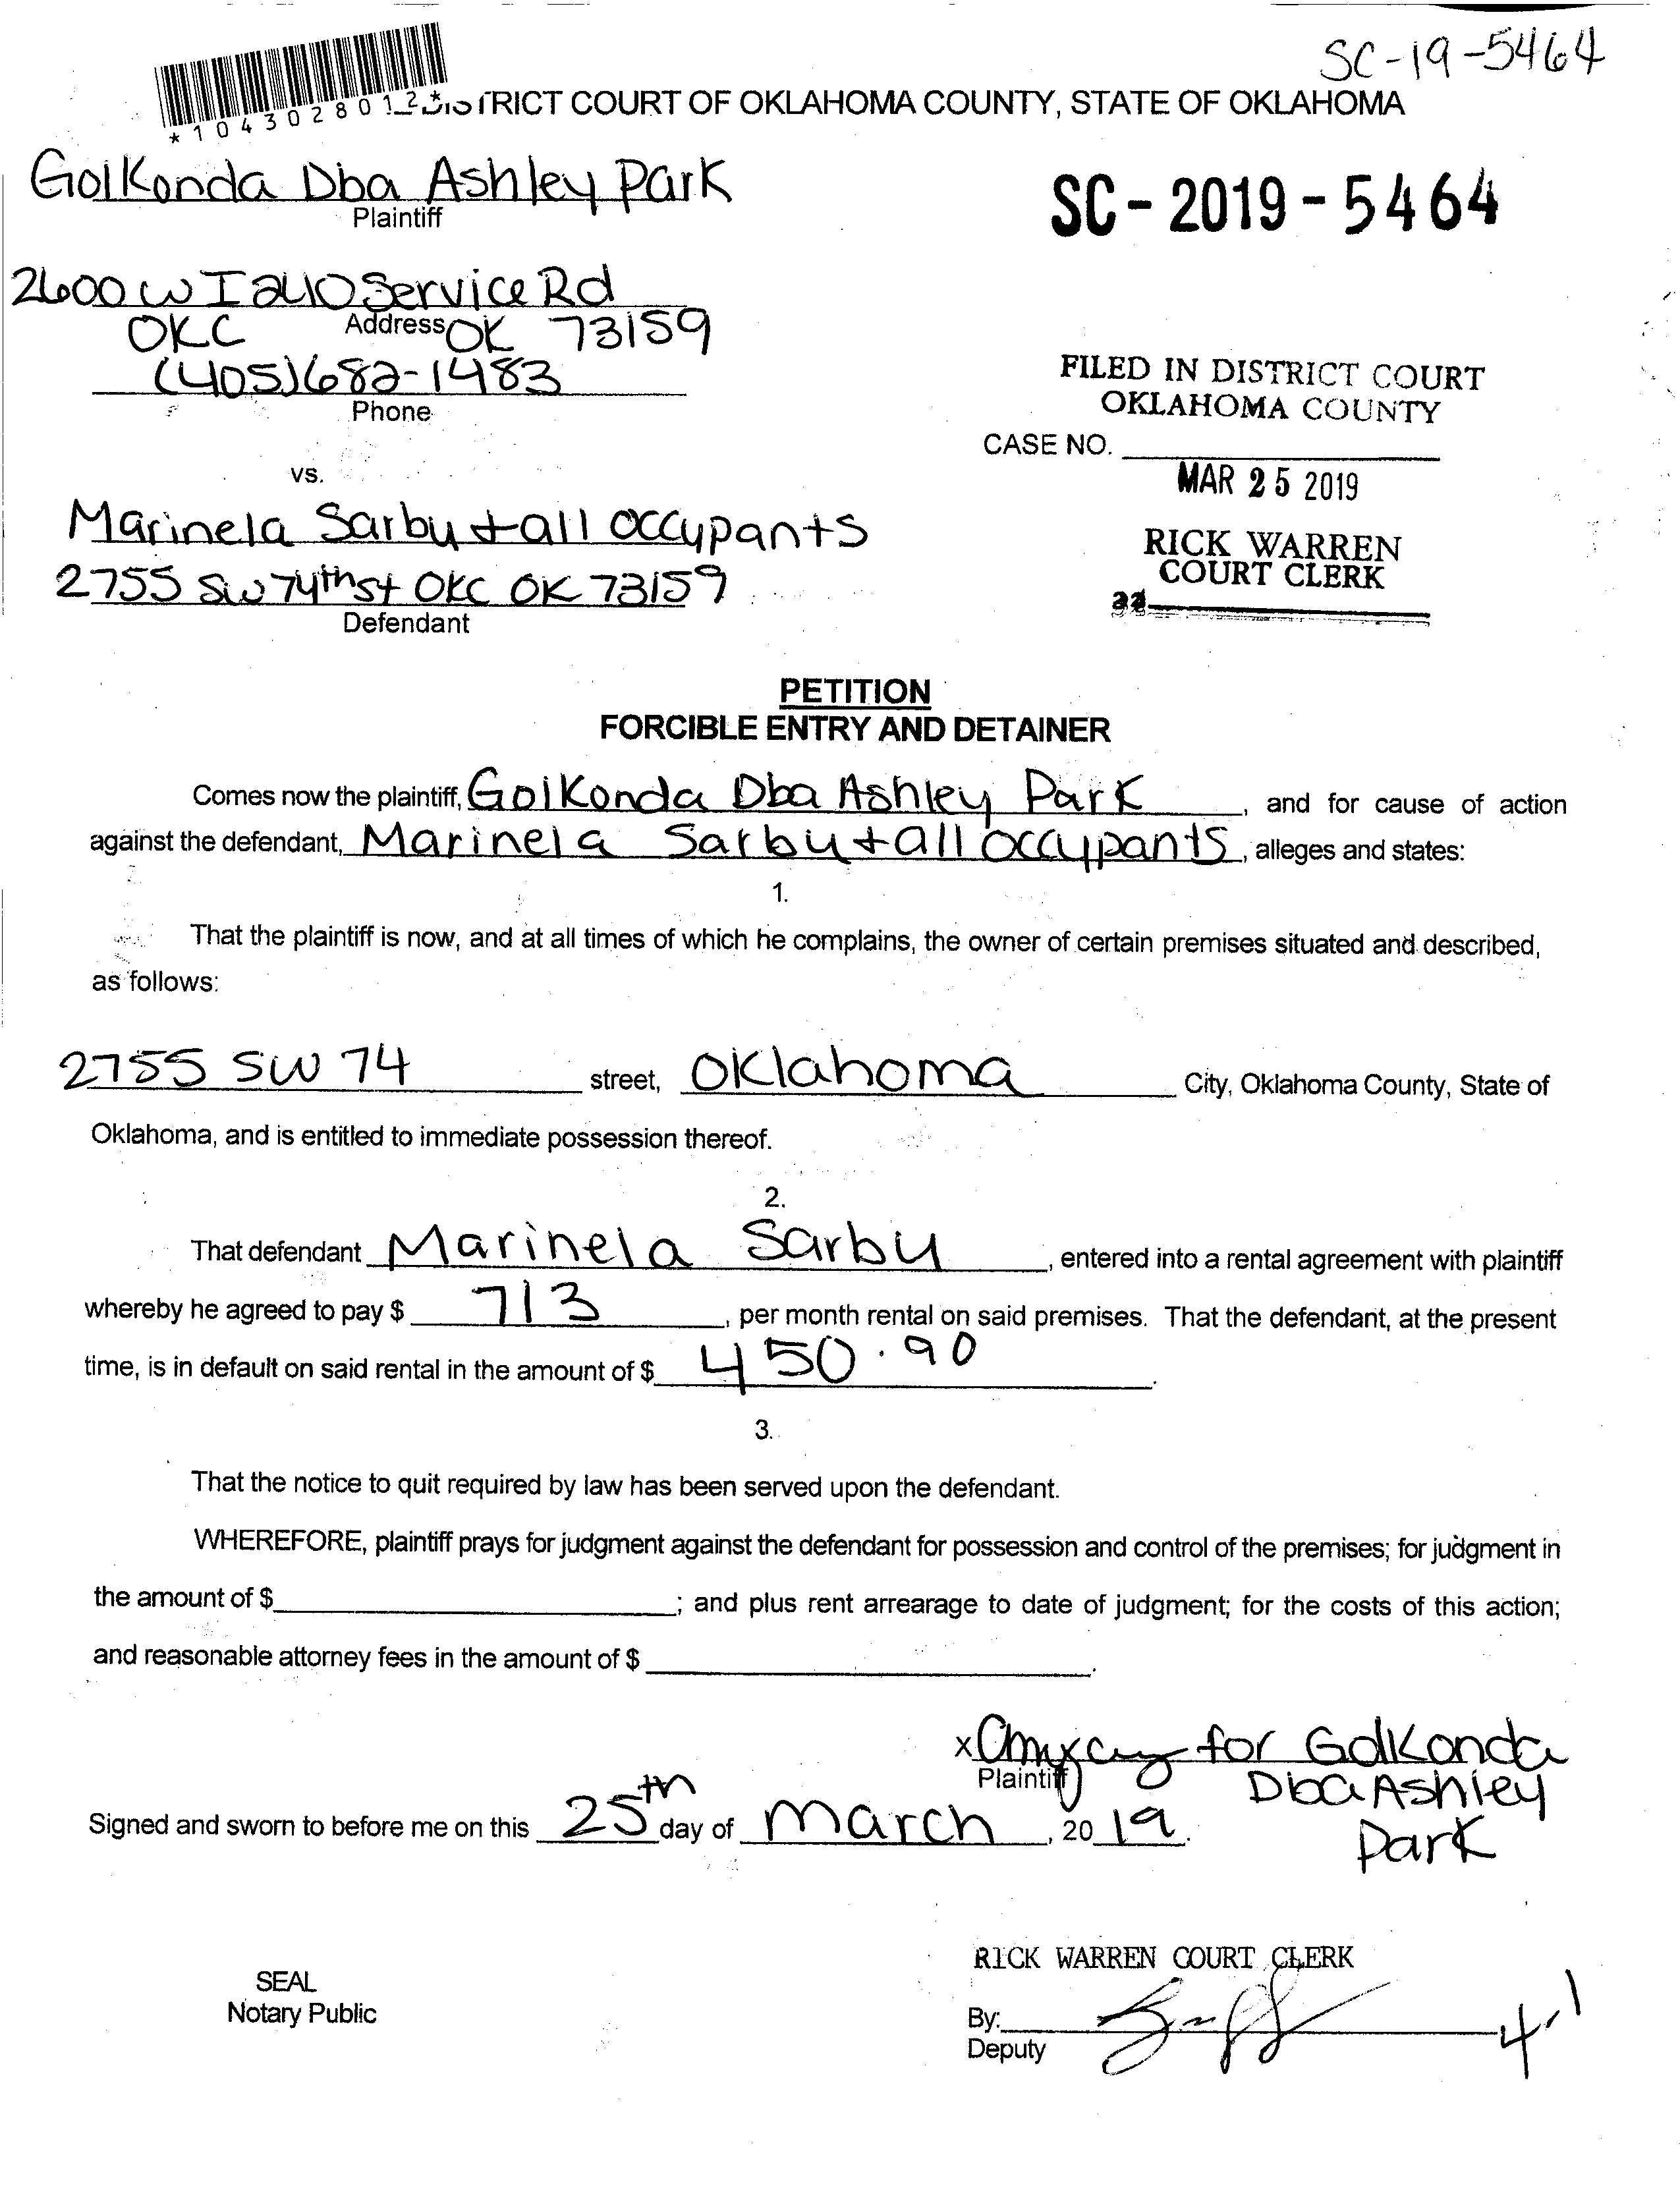 SC-19-5464
*1043028012*
DISTRICT COURT OF OKLAHOMA COUNTY, STATE OF OKLAHOMA
Golkonda Dba Ashley Park
Plaintiff
SC - 2019 - 5464
2600 W I 240 Service Rd
Address
OKC OK 73159
(405)682-1483
Phone
FILED IN DISTRICT COURT
OKLAHOMA COUNTY
CASE NO.
MAR 25 2019
vs.
Marinela Sarbu + all occupants
RICK WARREN
COURT CLERK
2755 SW 74th St OKC OK 73159
Defendant
PETITION
FORCIBLE ENTRY AND DETAINER
Comes now the plaintiff, Golkonda Dba Ashley Park, and for cause of action
against the defendant, Marinela Sarbu + all occupants, alleges and states:
1.
That the plaintiff is now, and at all times of which he complains, the owner of certain premises situated and described,
as follows:
2755 SW 74 street, Oklahoma City, Oklahoma County, State of
Oklahoma, and is entitled to immediate possession thereof.
2.
That defendant Marinela Sarbu, entered into a rental agreement with plaintiff
whereby he agreed to pay $ 713, per month rental on said premises. That the defendant, at the present
time, is in default on said rental in the amount of $ 450.90.
3.
That the notice to quit required by law has been served upon the defendant.
WHEREFORE, plaintiff prays for judgment against the defendant for possession and control of the premises; for judgment in
the amount of $ ; and plus rent arrearage to date of judgment; for the costs of this action;
and reasonable attorney fees in the amount of $ .
x for Golkonda
Plaintiff Dba Ashley
Park
Signed and sworn to before me on this 25th day of March, 2019.
RICK WARREN COURT CLERK
SEAL
Notary Public
By:
Deputy
4-1